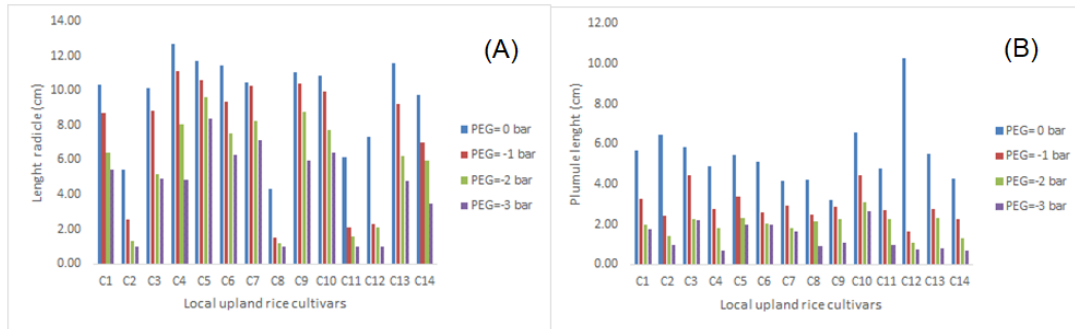 (A)
14.00
12.00
10.00
8.00
6.00
4.00
2.00
0.00
Lenght radicle (cm)
C1 C2 C3 C4 C5 C6 C7 C8 C9 C10 C11 C12 C13 C14
Local upland rice cultivars
PEG= 0 bar
PEG= -1 bar
PEG=-2 bar
PEG=-3 bar
(B)
12.00
10.00
8.00
6.00
4.00
2.00
0.00
Plumule lenght (cm)
C1 C2 C3 C4 C5 C6 C7 C8 C9 C10 C11 C12 C13 C14
Local upland rice cultivars
PEG= 0 bar
PEG= -1 bar
PEG=-2 bar
PEG=-3 bar